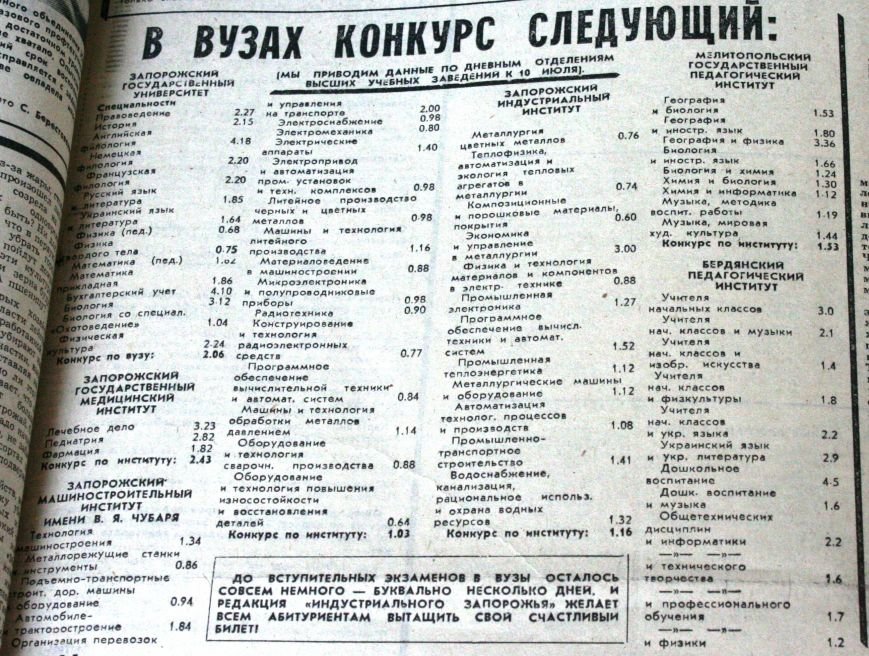 В ВУЗАХ КОНКУРС СЛЕДУЮЩИЙ:
(МЫ ПРИВОДИМ ДАННЫЕ ПО ДНЕВНЫМ ОТДЕЛЕНИЯМ
ВЫСШИХ УЧЕБНЫХ ЗАВЕДЕНИЙ К 10 ИЮЛЯ).
ЗАПОРОЖСКИЙ
ГОСУДАРСТВЕННЫЙ
УНИВЕРСИТЕТ
Специальности
Правоведение 2.27
История 2.15
Английская
филология 4.18
Немецкая
филология 2.20
Французская
филология 2.20
Русский язык
и литература 1.85
Украинский язык
и литература 1.64
Физика (пед.) 0.68
Физика
твердого тела 0.75
Математика (пед.)
Математика
прикладная 1.86
Бухгалтерский учет 4.10
Биология 3.12
Биология со специал.
«Охотоведение» 1.04
Физическая
культура 2.24
Конкурс по вузу: 2.06
ЗАПОРОЖСКИЙ
ГОСУДАРСТВЕННЫЙ
МЕДИЦИНСКИЙ
ИНСТИТУТ
Лечебное дело 3.23
Педиатрия 2.82
Фармация 1.82
Конкурс по институту: 2.43
ЗАПОРОЖСКИЙ
МАШИНОСТРОИТЕЛЬНЫЙ
ИНСТИТУТ
ИМЕНИ В. Я. ЧУБАРЯ
Технология
машиностроения 1.34
Металлорежущие станки
и инструменты 0.86
Подъемно-транспортные
строит. дор. машины
и оборудование 0.94
Автомобиле-
и тракторостроение 1.84
Организация перевозок
и управления
на транспорте 2.00
Электроснабжение 0.98
Электромеханика 0.80
Электрические
аппараты 1.40
Электропривод
и автоматизация
пром. установок
и техн. комплексов 0.98
Литейное производство
черных и цветных
металлов 0.98
Машины и технология
литейного
производства 1.16
Материаловедение
в машиностроении 0.88
Микроэлектроника
и полупроводниковые
приборы 0.98
Радиотехника 0.90
Конструирование
и технология
радиоэлектронных
средств 0.77
Программное
обеспечение
вычислительной техники
и автомат. систем 0.84
Машины и технология
обработки металлов
давлением 1.14
Оборудование
и технология
сварочн. производства 0.88
Оборудование
и технология повышения
износостойкости
и восстановления
деталей 0.64
Конкурс по институту: 1.03
ЗАПОРОЖСКИЙ
ИНДУСТРИАЛЬНЫЙ
ИНСТИТУТ
Металлургия
цветных металлов 0.76
Теплофизика,
автоматизация и
экология тепловых
агрегатов в
металлургии 0.74
Композиционные
и порошковые материалы,
покрытия 0.60
Экономика
и управление
в металлургии 3.00
Физика и технология
материалов и компонентов
в электр. технике 0.88
Промышленная
электроника 1.27
Программное
обеспечение вычисл.
техники и автомат.
систем 1.52
Промышленная
теплоэнергетика 1.12
Металлургические машины
и оборудование 1.12
Автоматизация
технолог. процессов
и производств 1.08
Промышленно-
транспортное
строительство 1.41
Водоснабжение,
канализация,
рациональное использ.
и охрана водных
ресурсов 1.32
Конкурс по институту: 1.16
МЕЛИТОПОЛЬСКИЙ
ГОСУДАРСТВЕННЫЙ
ПЕДАГОГИЧЕСКИЙ
ИНСТИТУТ
География
и биология 1.53
География
и иностр. язык 1.80
География и физика 3.36
Биология
и иностр. язык 1.66
Биология и химия 1.24
Химия и биология 1.30
Химия и информатика 1.12
Музыка, методика
воспит. работы 1.19
Музыка, мировая
худ. культура 1.44
Конкурс по институту: 1.53
БЕРДЯНСКИЙ
ПЕДАГОГИЧЕСКИЙ
ИНСТИТУТ
Учителя
начальных классов 3.0
Учителя
нач. классов и музыки 2.1
Учителя
нач. классов и
изобр. искусства 1.4
Учителя
нач. классов
и физкультуры 1.8
Учителя
нач. классов
и укр. языка 2.2
Украинский язык
и укр. литература 2.9
Дошкольное
воспитание 4.5
Дошк. воспитание
и музыка 1.6
Общетехнических
дисциплин
и информатики 2.2
—»— —»—
и технического
творчества 1.6
—»— —»—
и профессионального
обучения 1.7
—»— —»—
и физики 1.2
ДО ВСТУПИТЕЛЬНЫХ ЭКЗАМЕНОВ В ВУЗЫ ОСТАЛОСЬ
СОВСЕМ НЕМНОГО — БУКВАЛЬНО НЕСКОЛЬКО ДНЕЙ. И
РЕДАКЦИЯ «ИНДУСТРИАЛЬНОГО ЗАПОРОЖЬЯ» ЖЕЛАЕТ
ВСЕМ АБИТУРИЕНТАМ ВЫТАЩИТЬ СВОЙ СЧАСТЛИВЫЙ
БИЛЕТ!